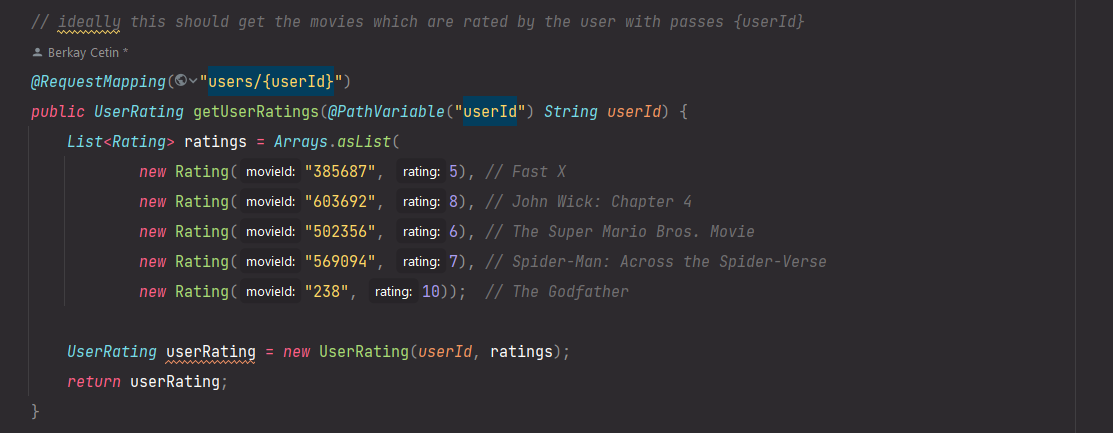 // ideally this should get the movies which are rated by the user with passes {userId}
Berkay Cetin *
@RequestMapping("users/{userId}")
public UserRating getUserRatings(@PathVariable("userId") String userId) {
List<Rating> ratings = Arrays.asList(
new Rating( movieId: "385687", rating: 5), // Fast X
new Rating( movieId: "603692", rating: 8), // John Wick: Chapter 4
new Rating( movieId: "502356", rating: 6), // The Super Mario Bros. Movie
new Rating( movieId: "569094", rating: 7), // Spider-Man: Across the Spider-Verse
new Rating( movieId: "238", rating: 10)); // The Godfather
UserRating userRating = new UserRating(userId, ratings);
return userRating;
}